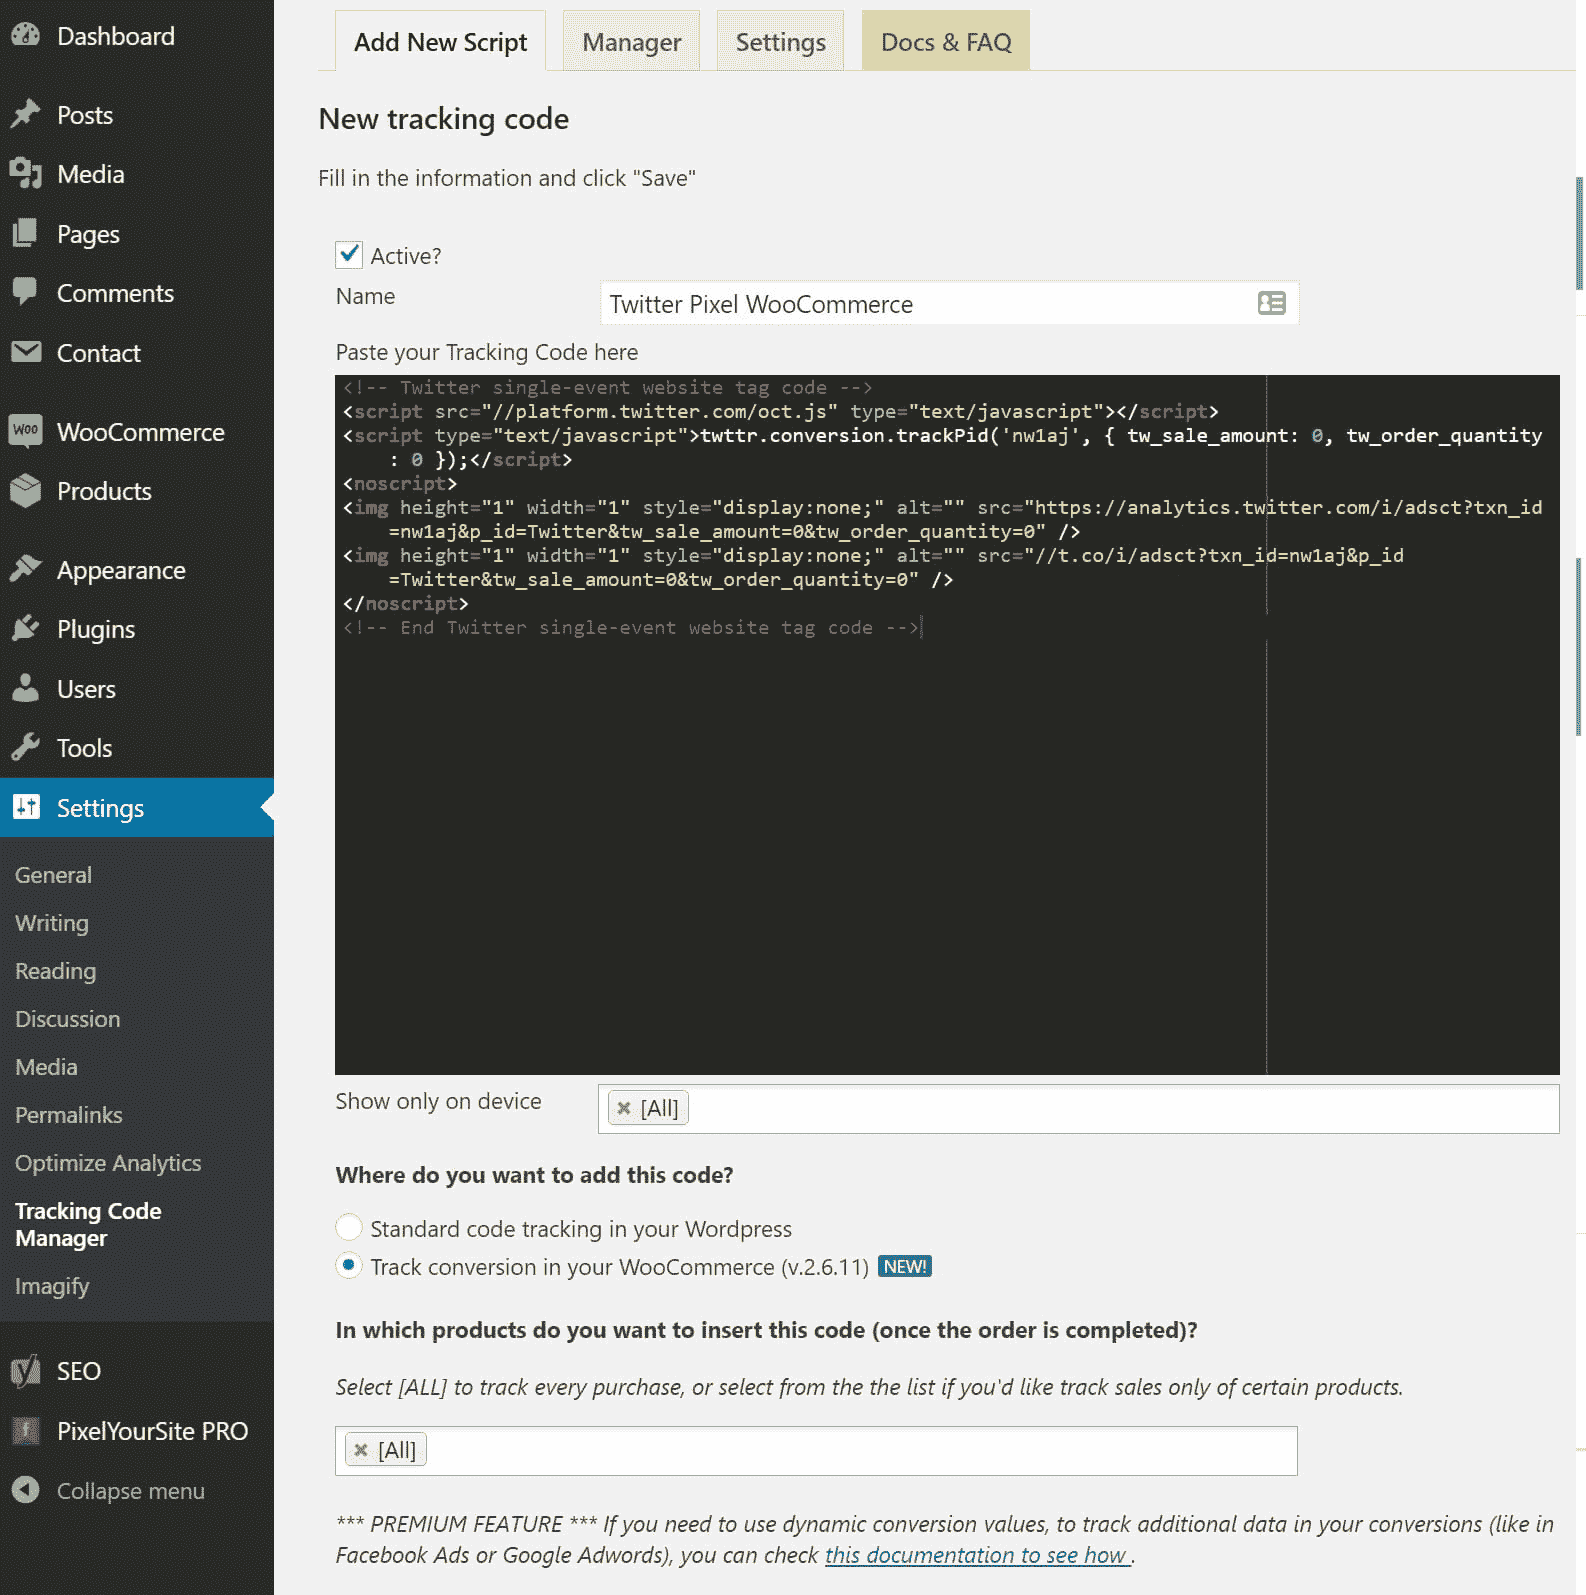 Dashboard
Posts
Media
Pages
Comments
Contact
Woo WooCommerce
Products
Appearance
Plugins
Users
Tools
Settings
General
Writing
Reading
Discussion
Media
Permalinks
Optimize Analytics
Tracking Code
Manager
Imagify
SEO
PixelYourSite PRO
Collapse menu
Add New Script Manager Settings Docs & FAQ
New tracking code
Fill in the information and click "Save"
Active?
Name Twitter Pixel WooCommerce
Paste your Tracking Code here
<!-- Twitter single-event website tag code -->
<script src="//platform.twitter.com/oct.js" type="text/javascript"></script>
<script type="text/javascript">twttr.conversion.trackPid('nw1aj', { tw_sale_amount: 0, tw_order_quantity
: 0 });</script>
<noscript>
<img height="1" width="1" style="display:none;" alt="" src="https://analytics.twitter.com/i/adsct?txn_id
=nw1aj&p_id=Twitter&tw_sale_amount=0&tw_order_quantity=0" />
<img height="1" width="1" style="display:none;" alt="" src="//t.co/i/adsct?txn_id=nw1aj&p_id
=Twitter&tw_sale_amount=0&tw_order_quantity=0" />
</noscript>
<!-- End Twitter single-event website tag code -->
Show only on device × [All]
Where do you want to add this code?
Standard code tracking in your Wordpress
Track conversion in your WooCommerce (v.2.6.11) NEW!
In which products do you want to insert this code (once the order is completed)?
Select [ALL] to track every purchase, or select from the the list if you'd like track sales only of certain products.
× [All]
*** PREMIUM FEATURE *** If you need to use dynamic conversion values, to track additional data in your conversions (like in
Facebook Ads or Google Adwords), you can check this documentation to see how .